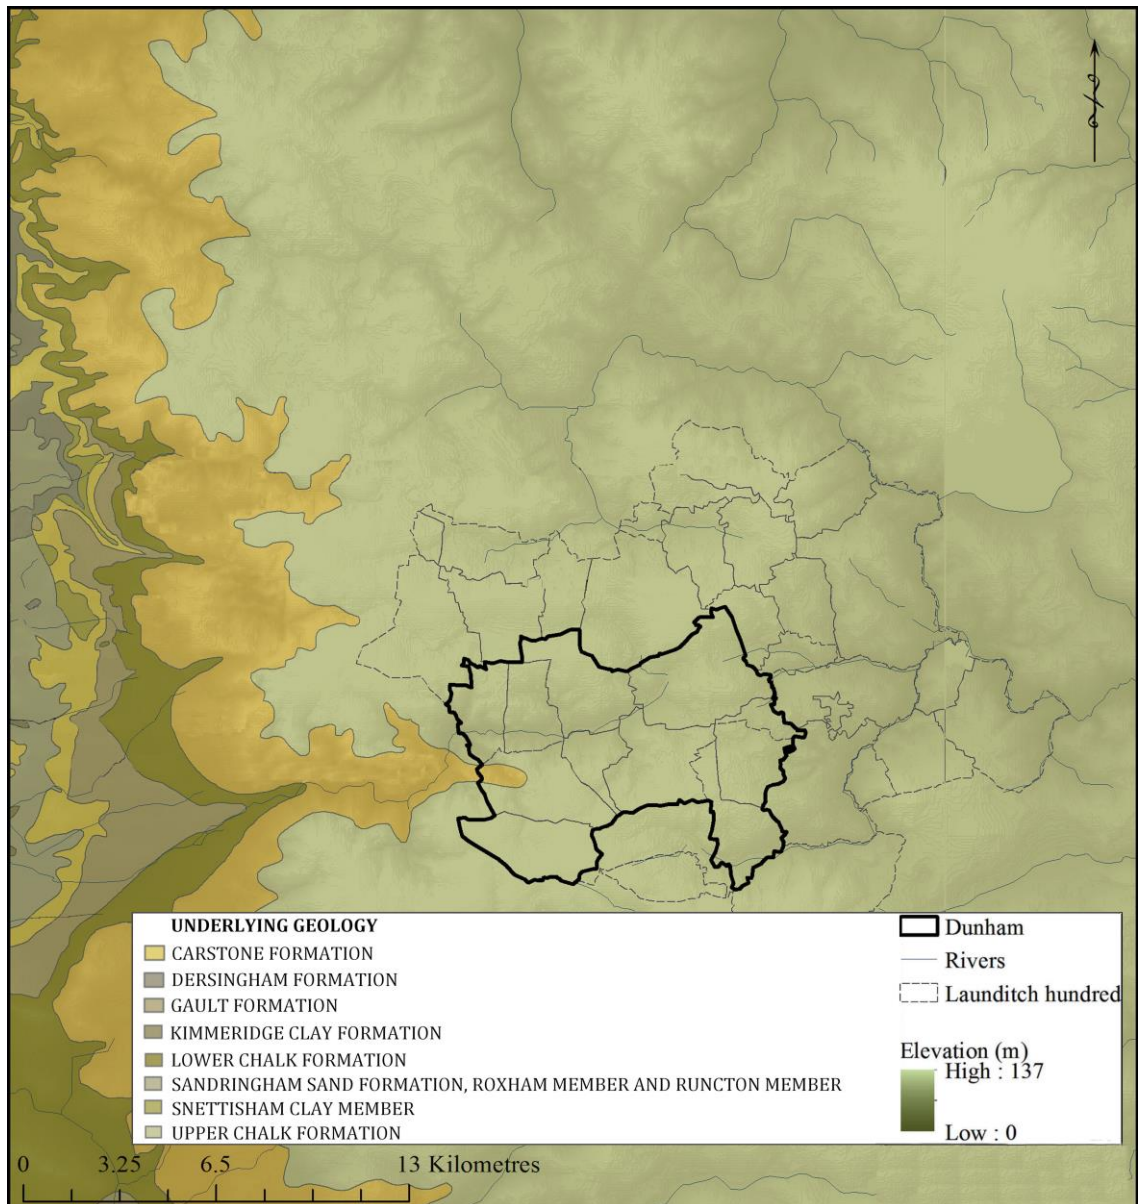 UNDERLYING GEOLOGY
CARSTONE FORMATION
DERSINGHAM FORMATION
GAULT FORMATION
KIMMERIDGE CLAY FORMATION
LOWER CHALK FORMATION
SANDRINGHAM SAND FORMATION, ROXHAM MEMBER AND RUNCTON MEMBER
SNETTISHAM CLAY MEMBER
UPPER CHALK FORMATION
Dunham
Rivers
Launditch hundred
Elevation (m)
High : 137
Low : 0
0 3.25 6.5 13 Kilometres